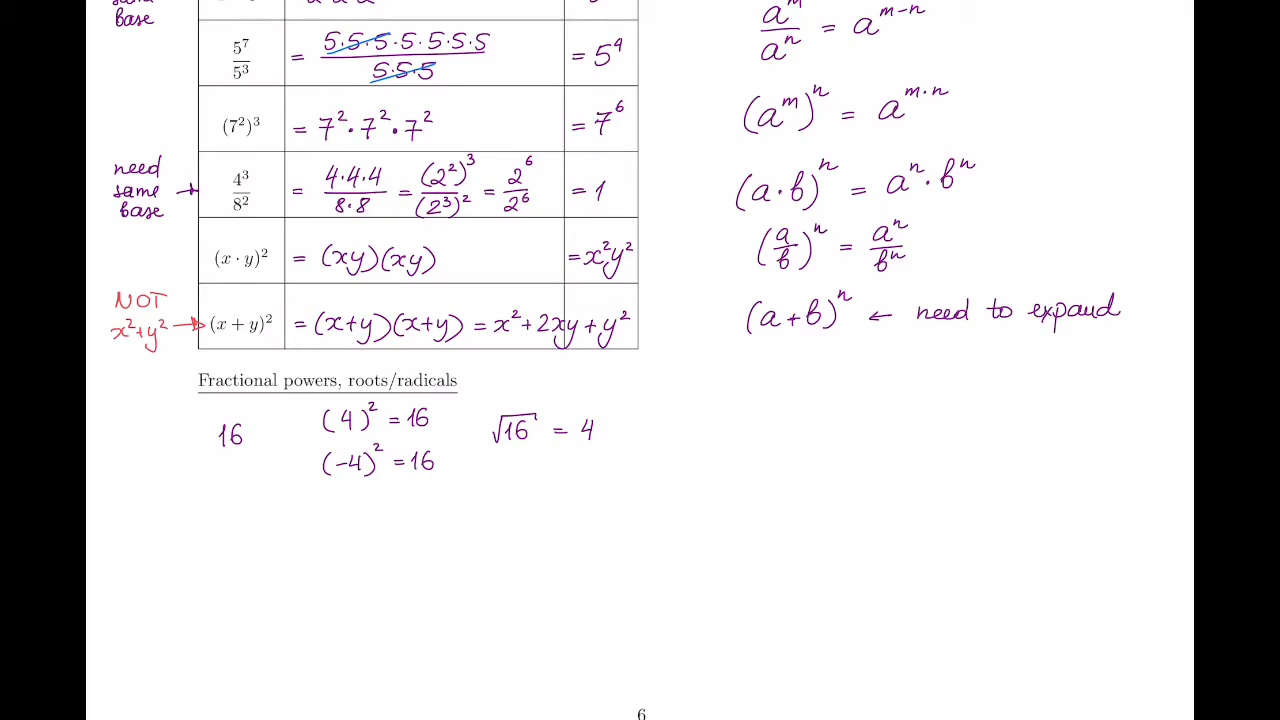 base
a^m/a^n = a^{m-n}
5^7/5^3 = 5·5·5·5·5·5·5/5·5·5 = 5^4
(a^m)^n = a^{m·n}
(7^2)^3 = 7^2·7^2·7^2 = 7^6
need
same
base
4^3/8^2 = 4·4·4/8·8 = (2^2)^3/(2^3)^2 = 2^6/2^6 = 1
(a·b)^n = a^n·b^n
(a/b)^n = a^n/b^n
(x·y)^2 = (xy)(xy) = x^2y^2
NOT
x^2+y^2 → (x+y)^2 = (x+y)(x+y) = x^2+2xy+y^2
(a+b)^n ← need to expand
Fractional powers, roots/radicals
16 (4)^2 = 16 √16 = 4
(-4)^2 = 16
6